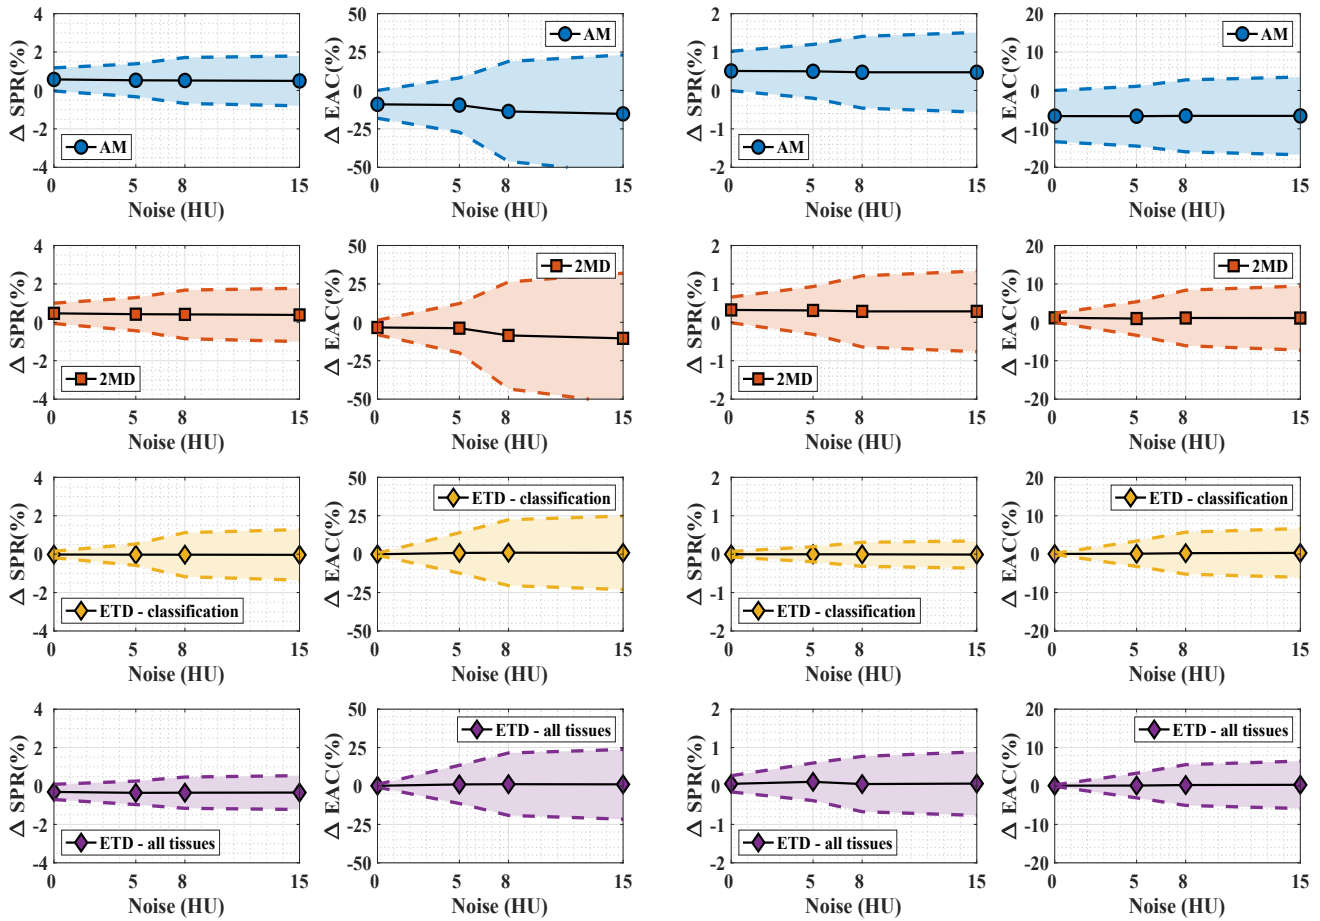 Δ SPR(%)
4
2
0
-2
-4
AM
0 5 8 15
Noise (HU)
Δ EAC(%)
50
25
0
-25
-50
AM
0 5 8 15
Noise (HU)
Δ SPR(%)
2
1
0
-1
-2
AM
0 5 8 15
Noise (HU)
Δ EAC(%)
20
10
0
-10
-20
AM
0 5 8 15
Noise (HU)
Δ SPR(%)
4
2
0
-2
-4
2MD
0 5 8 15
Noise (HU)
Δ EAC(%)
50
25
0
-25
-50
2MD
0 5 8 15
Noise (HU)
Δ SPR(%)
2
1
0
-1
-2
2MD
0 5 8 15
Noise (HU)
Δ EAC(%)
20
10
0
-10
-20
2MD
0 5 8 15
Noise (HU)
Δ SPR(%)
4
2
0
-2
-4
ETD - classification
0 5 8 15
Noise (HU)
Δ EAC(%)
50
25
0
-25
-50
ETD - classification
0 5 8 15
Noise (HU)
Δ SPR(%)
2
1
0
-1
-2
ETD - classification
0 5 8 15
Noise (HU)
Δ EAC(%)
20
10
0
-10
-20
ETD - classification
0 5 8 15
Noise (HU)
Δ SPR(%)
4
2
0
-2
-4
ETD - all tissues
0 5 8 15
Noise (HU)
Δ EAC(%)
50
25
0
-25
-50
ETD - all tissues
0 5 8 15
Noise (HU)
Δ SPR(%)
2
1
0
-1
-2
ETD - all tissues
0 5 8 15
Noise (HU)
Δ EAC(%)
20
10
0
-10
-20
ETD - all tissues
0 5 8 15
Noise (HU)